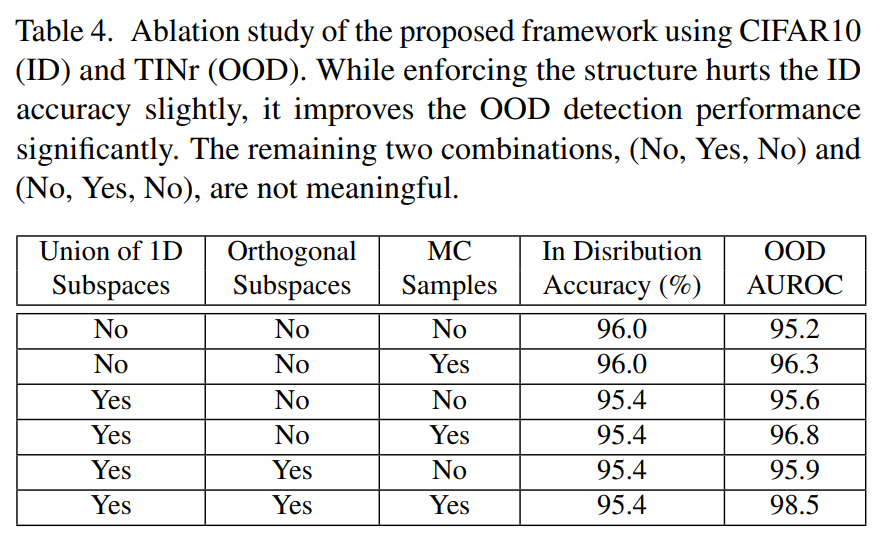 Table 4. Ablation study of the proposed framework using CIFAR10
(ID) and TINr (OOD). While enforcing the structure hurts the ID
accuracy slightly, it improves the OOD detection performance
significantly. The remaining two combinations, (No, Yes, No) and
(No, Yes, No), are not meaningful.
Union of 1D Orthogonal MC In Disribution OOD
Subspaces Subspaces Samples Accuracy (%) AUROC
No No No 96.0 95.2
No No Yes 96.0 96.3
Yes No No 95.4 95.6
Yes No Yes 95.4 96.8
Yes Yes No 95.4 95.9
Yes Yes Yes 95.4 98.5